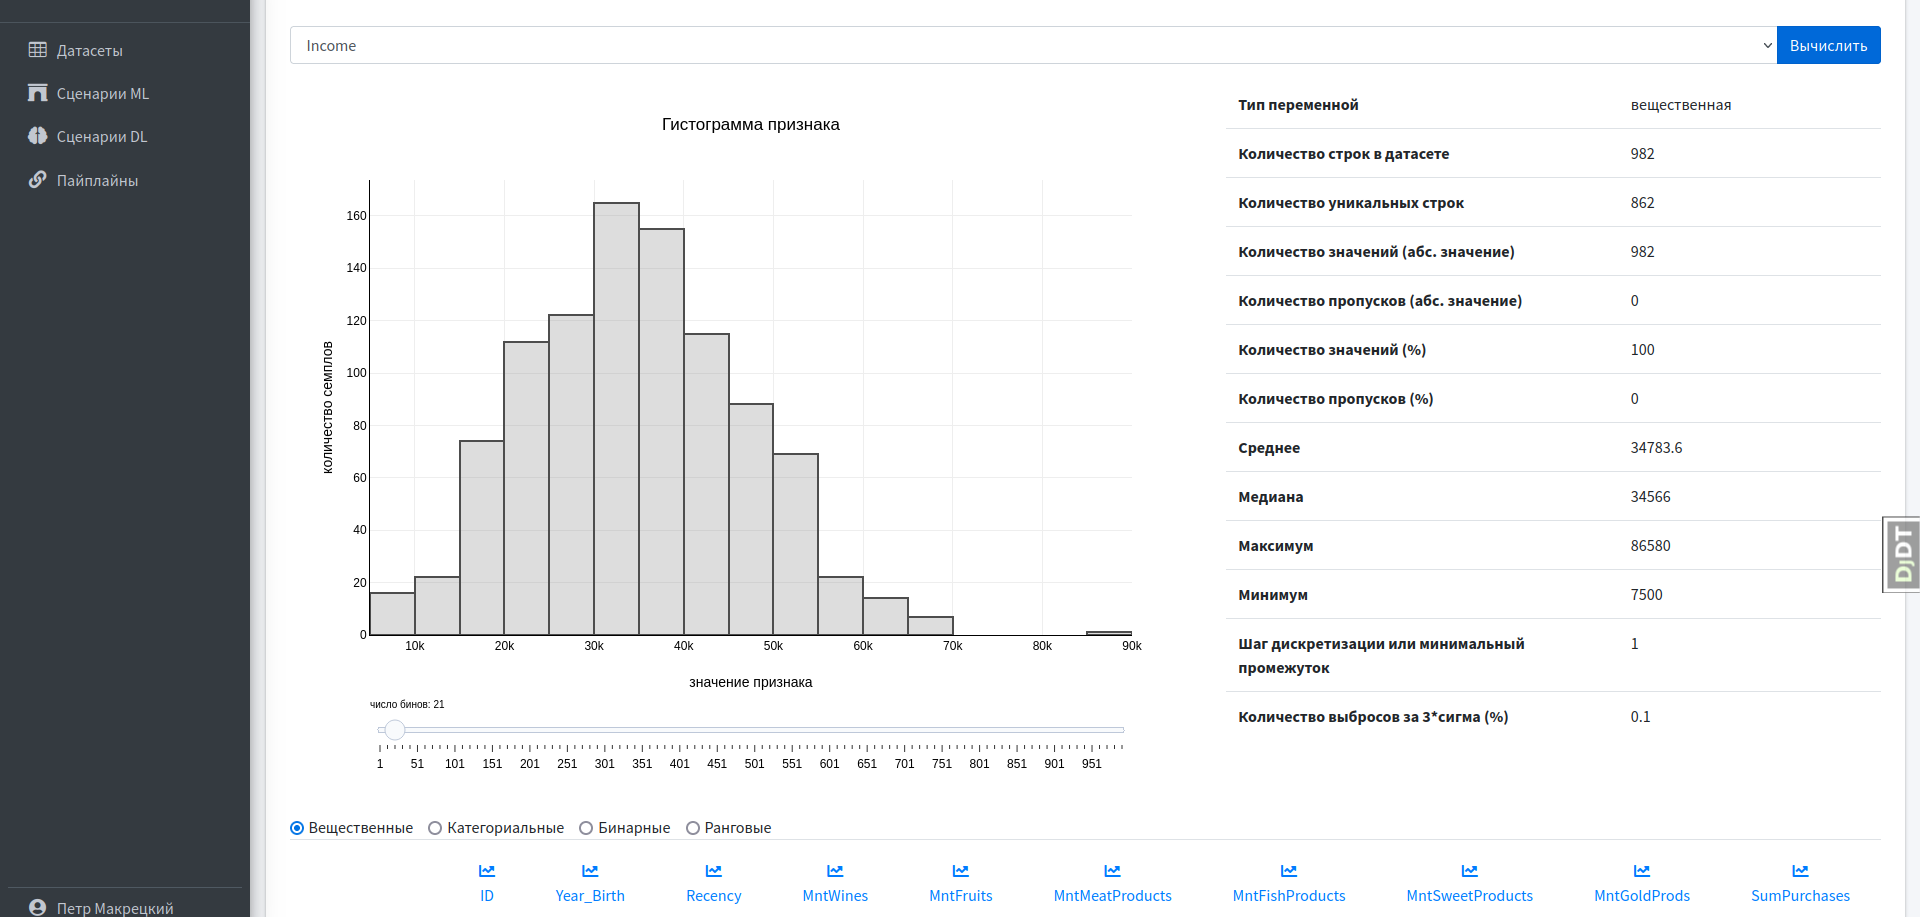 Датасеты
Сценарии ML
Сценарии DL
Пайплайны
Петр Макрецкий
Income
Вычислить
Гистограмма признака
количество семплов
160
140
120
100
80
60
40
20
0
10k 20k 30k 40k 50k 60k 70k 80k 90k
значение признака
число бинов: 21
1 51 101 151 201 251 301 351 401 451 501 551 601 651 701 751 801 851 901 951
Тип переменной вещественная
Количество строк в датасете 982
Количество уникальных строк 862
Количество значений (абс. значение) 982
Количество пропусков (абс. значение) 0
Количество значений (%) 100
Количество пропусков (%) 0
Среднее 34783.6
Медиана 34566
Максимум 86580
Минимум 7500
Шаг дискретизации или минимальный 1
промежуток
Количество выбросов за 3*сигма (%) 0.1
DjDT
Вещественные Категориальные Бинарные Ранговые
ID Year_Birth Recency MntWines MntFruits MntMeatProducts MntFishProducts MntSweetProducts MntGoldProds SumPurchases